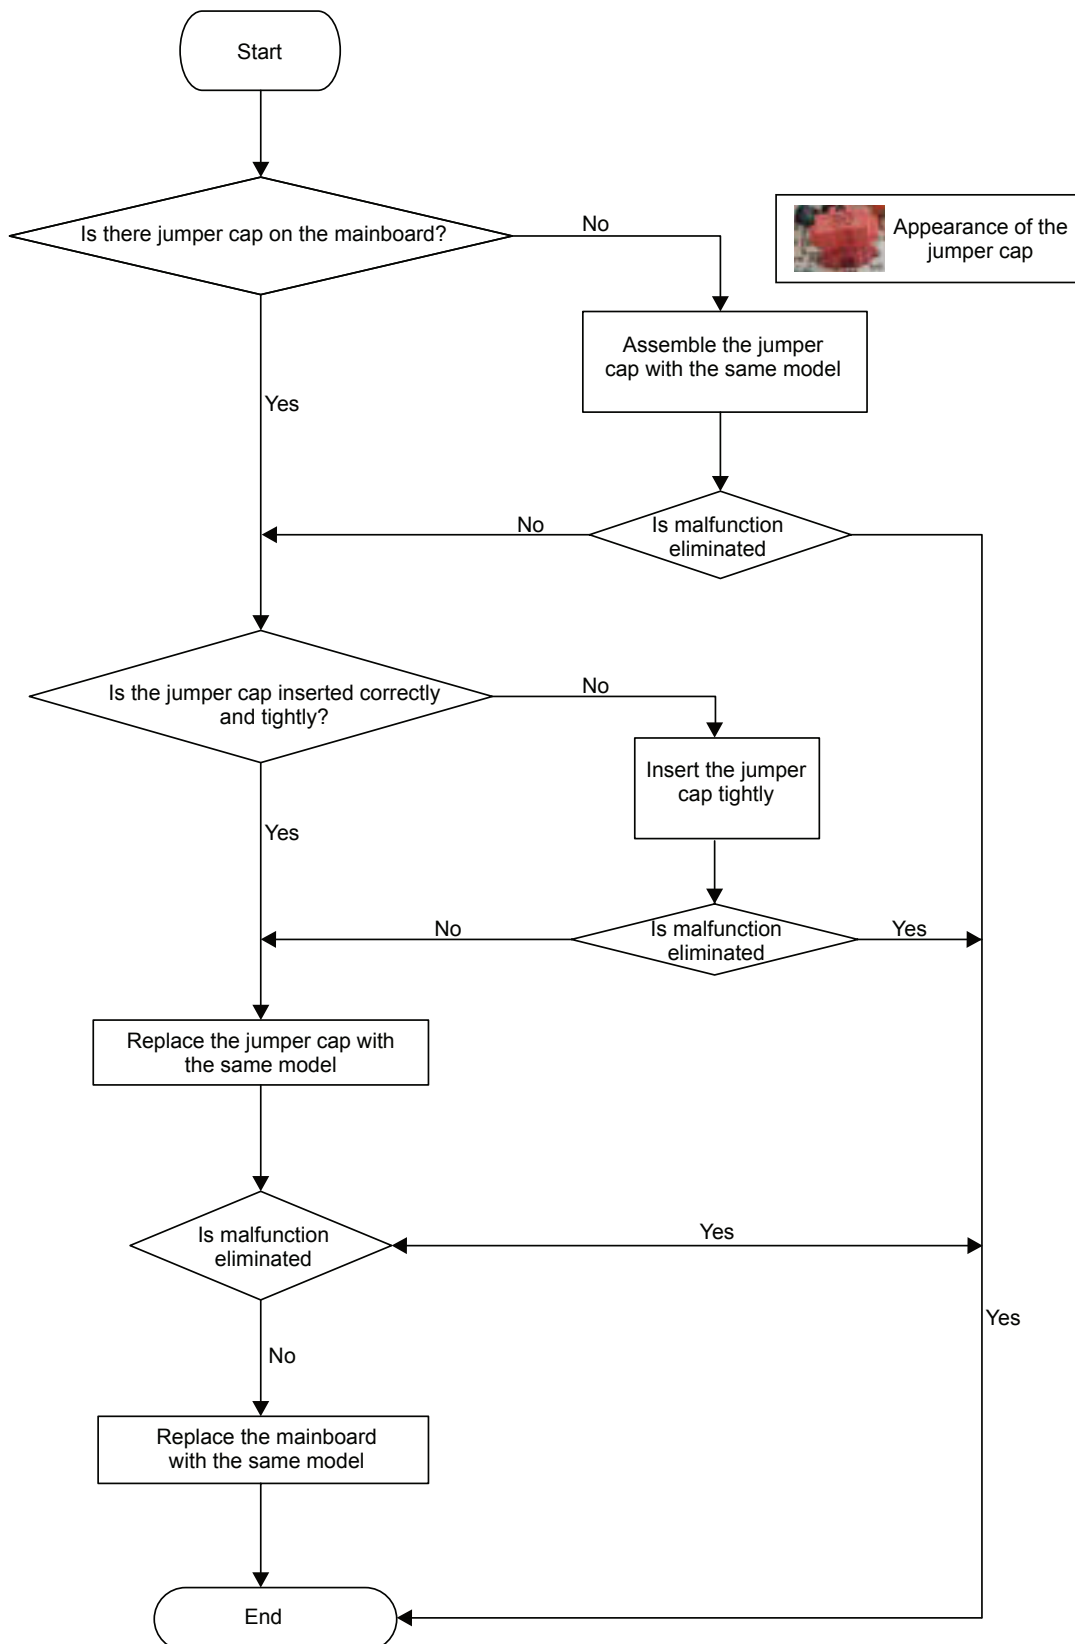 Start
Is there jumper cap on the mainboard?
No
Appearance of the
jumper cap
Assemble the jumper
cap with the same model
Yes
No
Is malfunction
eliminated
Is the jumper cap inserted correctly
and tightly?
No
Insert the jumper
cap tightly
Yes
No
Is malfunction
eliminated
Yes
Replace the jumper cap with
the same model
Is malfunction
eliminated
Yes
Yes
No
Replace the mainboard
with the same model
End